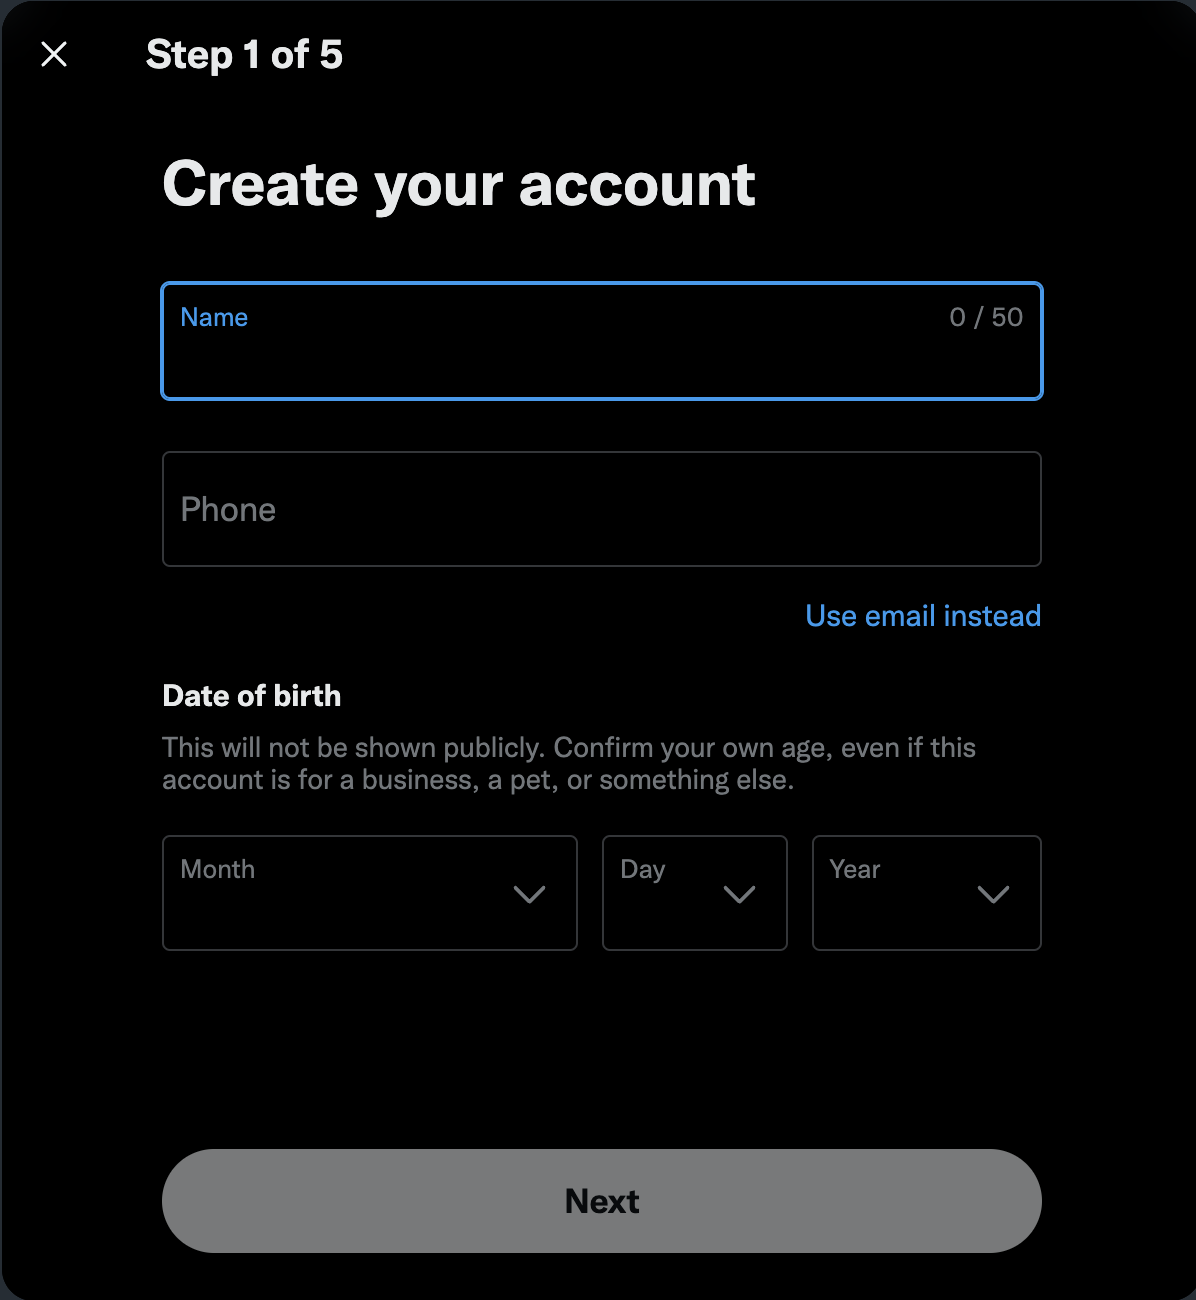 Step 1 of 5
Create your account
Name
0 / 50
Phone
Use email instead
Date of birth
This will not be shown publicly. Confirm your own age, even if this
account is for a business, a pet, or something else.
Month
Day
Year
Next